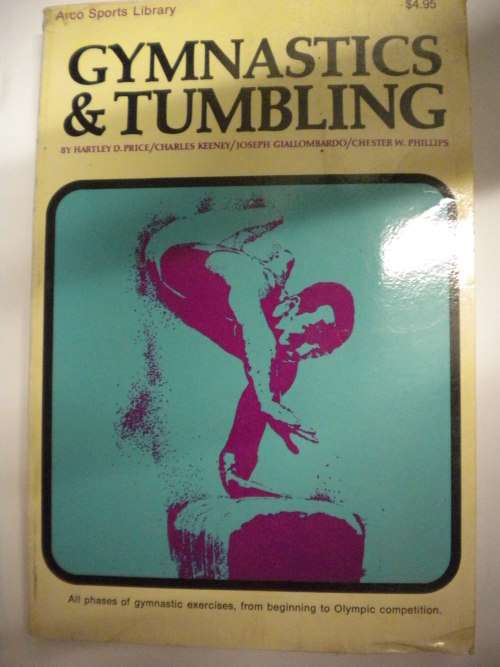 Arco Sports Library
$4.95
GYMNASTICS
& TUMBLING
BY HARTLEY D. PRICE/CHARLES KEENEY/JOSEPH GIALLOMBARDO/CHESTER W. PHILLIPS
All phases of gymnastic exercises, from beginning to Olympic competition.